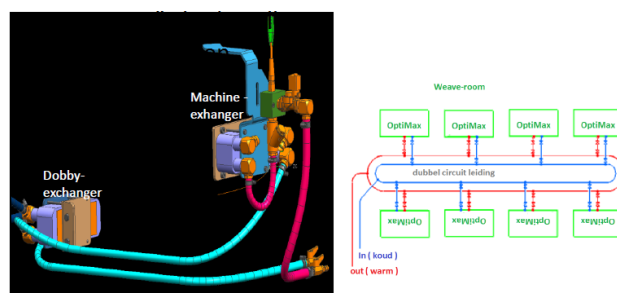 Machine -
exhanger
Dobby-
exchanger
Weave-room
OptiMax
OptiMax
OptiMax
OptiMax
dubbel circuit leiding
OptiMax
OptiMax
OptiMax
OptiMax
In ( koud )
out ( warm )